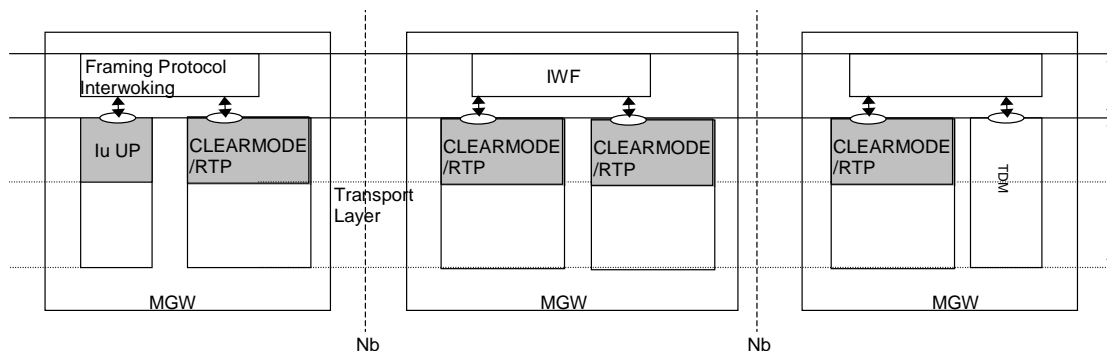 Framing Protocol
Interwoking
IWF
Iu UP
CLEARMODE
/RTP
CLEARMODE
/RTP
CLEARMODE
/RTP
CLEARMODE
/RTP
TDM
Transport
Layer
MGW
MGW
MGW
Nb
Nb